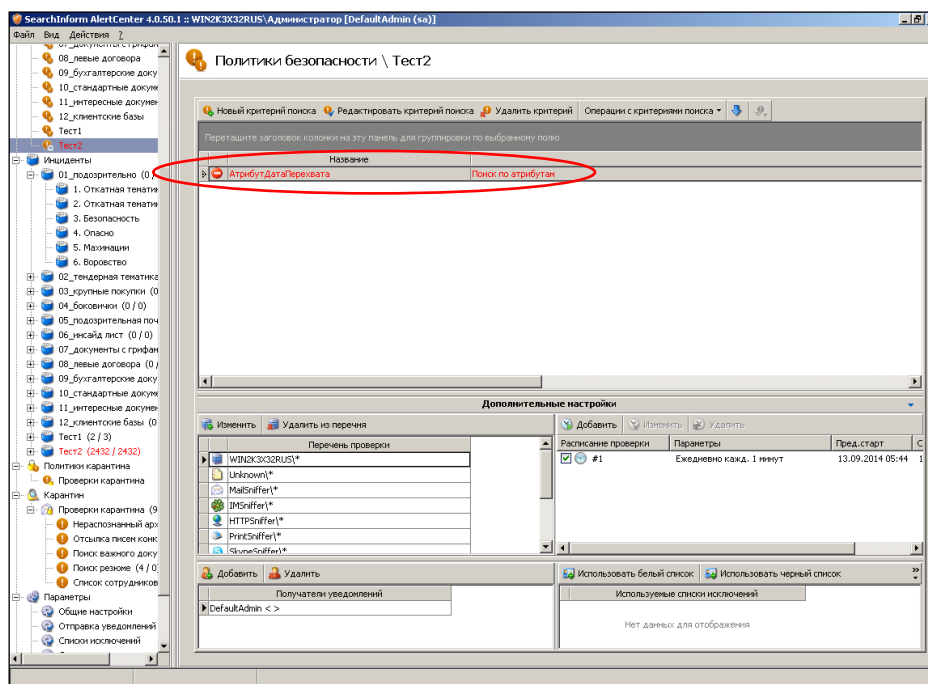 SearchInform AlertCenter 4.0.50.1 :: WIN2K3X32RUS\Администратор [DefaultAdmin (sa)]
Файл Вид Действия ?
08_левые договора
09_бухгалтерские доку
10_стандартные докуме
11_интересные докумен
12_клиентские базы
Тест1
Тест2
Инциденты
01_подозрительно (0 /
1. Откатная темати
2. Откатная темати
3. Безопасность
4. Опасно
5. Махинации
6. Воровство
02_тендерная тематика
03_крупные покупки (0
04_боковички (0 / 0)
05_подозрительная поч
06_инсайд лист (0 / 0)
07_документы с грифам
08_левые договора (0 /
09_бухгалтерские доку
10_стандартные докуме
11_интересные докумен
12_клиентские базы (0
Тест1 (2 / 3)
Тест2 (2432 / 2432)
Политики карантина
Проверки карантина
Карантин
Проверки карантина (9
Нераспознанный арх
Отсылка писем конк
Поиск важного доку
Поиск резюме (4 / 0)
Список сотрудников
Параметры
Общие настройки
Отправка уведомлений
Списки исключений
Политики безопасности \ Тест2
Новый критерий поиска Редактировать критерий поиска Удалить критерий Операции с критериями поиска
Перетащите заголовок колонки на эту панель для группировки по выбранному полю
Название
АтрибутДатаПерехвата Поиск по атрибутам
Дополнительные настройки
Изменить Удалить из перечня
Перечень проверки
WIN2K3X32RUS\*
Unknown\*
MailSniffer\*
IMSniffer\*
HTTPSniffer\*
PrintSniffer\*
SkypeSniffer\*
Добавить Изменить Удалить
Расписание проверки Параметры Пред.старт С
#1 Ежедневно кажд. 1 минут 13.09.2014 05:44 1
Добавить Удалить
Получатели уведомлений
DefaultAdmin < >
Использовать белый список Использовать черный список
Используемые списки исключений
Нет данных для отображения